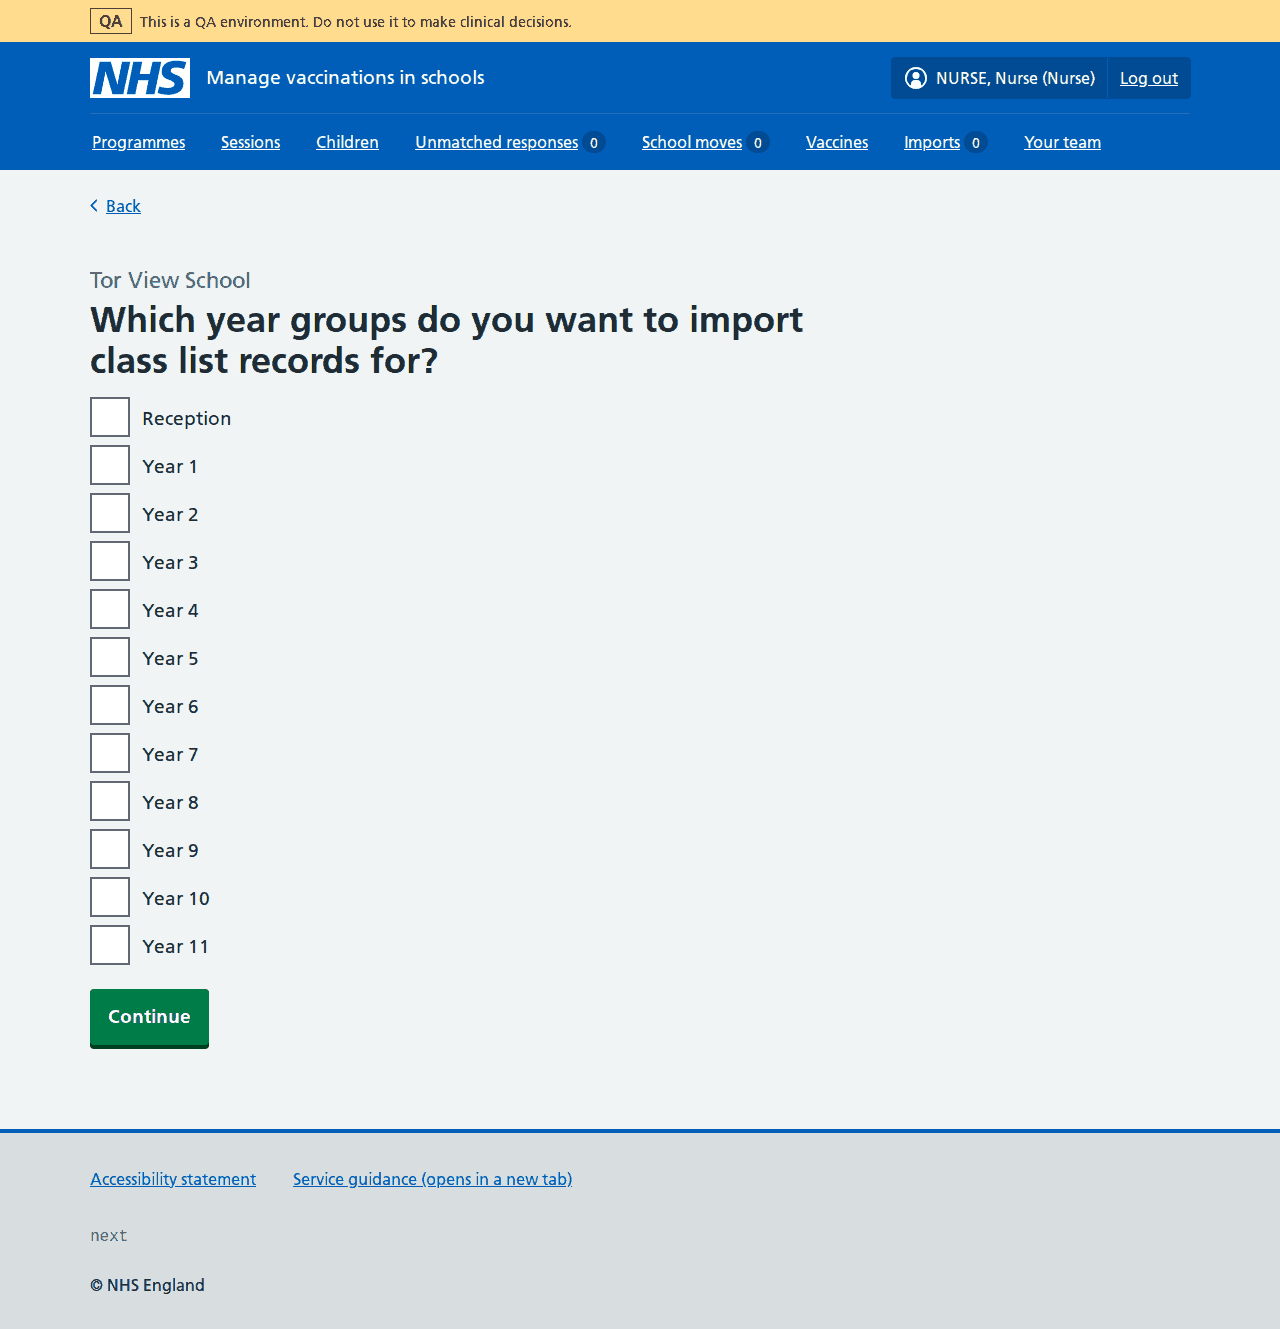 QA This is a QA environment. Do not use it to make clinical decisions.
NHS Manage vaccinations in schools NURSE, Nurse (Nurse) Log out
Programmes Sessions Children Unmatched responses 0 School moves 0 Vaccines Imports 0 Your team
Back
Tor View School
Which year groups do you want to import
class list records for?
Reception
Year 1
Year 2
Year 3
Year 4
Year 5
Year 6
Year 7
Year 8
Year 9
Year 10
Year 11
Continue
Accessibility statement Service guidance (opens in a new tab)
next
© NHS England